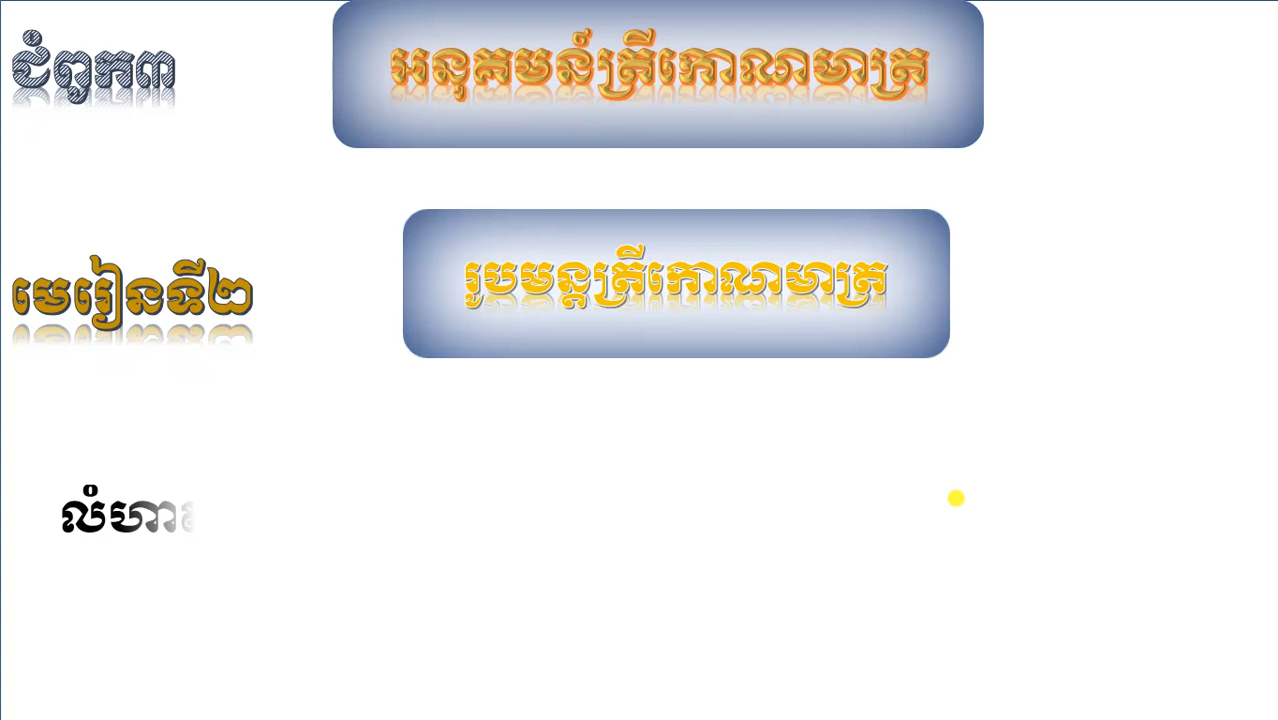 ជំពូក៣
អនុគមន៍ត្រីកោណមាត្រ
មេរៀនទី២
រូបមន្តត្រីកោណមាត្រ